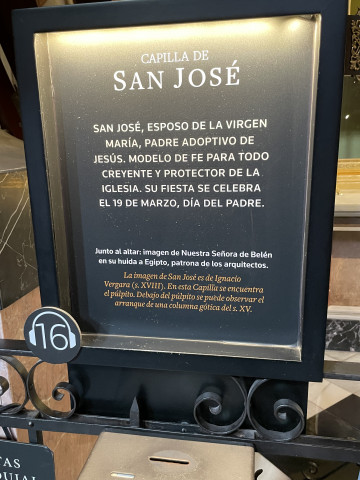 CAPILLA DE
SAN JOSÉ
SAN JOSÉ, ESPOSO DE LA VIRGEN
MARÍA, PADRE ADOPTIVO DE
JESÚS. MODELO DE FE PARA TODO
CREYENTE Y PROTECTOR DE LA
IGLESIA. SU FIESTA SE CELEBRA
EL 19 DE MARZO, DÍA DEL PADRE.
Junto al altar: imagen de Nuestra Señora de Belén
en su huida a Egipto, patrona de los arquitectos.
La imagen de San José es de Ignacio
Vergara (s. XVIII). En esta Capilla se encuentra
el púlpito. Debajo del púlpito se puede observar el
arranque de una columna gótica del s. XV.
16